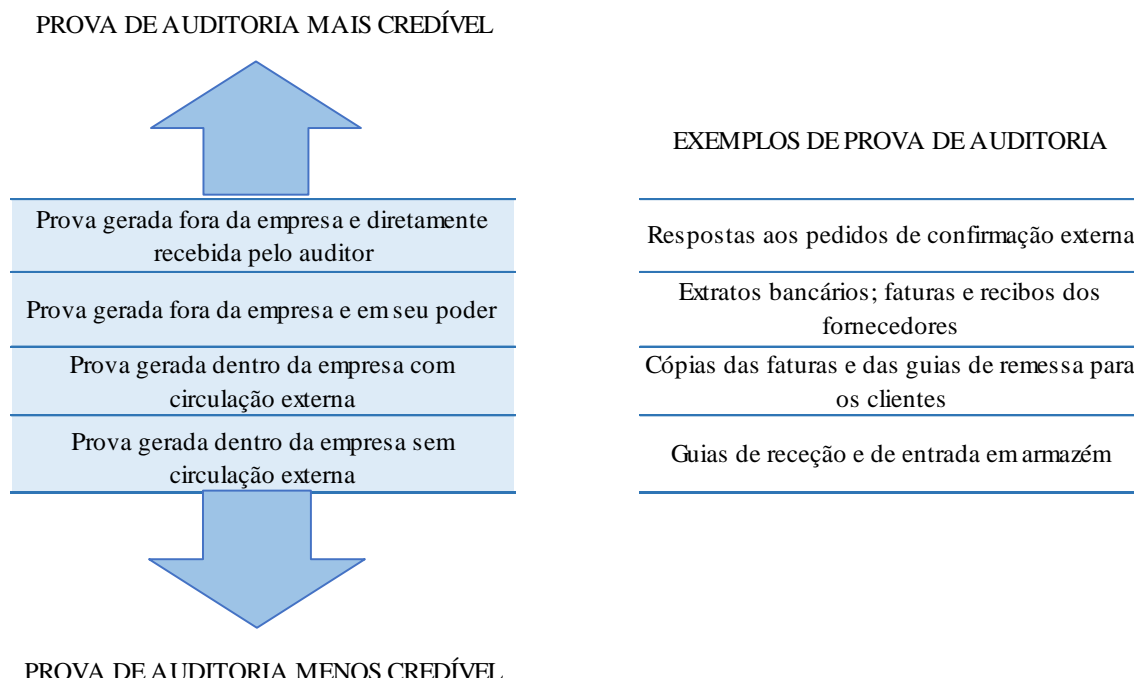 PROVA DE AUDITORIA MAIS CREDÍVEL
EXEMPLOS DE PROVA DE AUDITORIA
Prova gerada fora da empresa e diretamente
recebida pelo auditor
Respostas aos pedidos de confirmação externa
Prova gerada fora da empresa e em seu poder
Extratos bancários; faturas e recibos dos
fornecedores
Prova gerada dentro da empresa com
circulação externa
Cópias das faturas e das guias de remessa para
os clientes
Prova gerada dentro da empresa sem
circulação externa
Guias de receção e de entrada em armazém
PROVA DE AUDITORIA MENOS CREDÍVEL